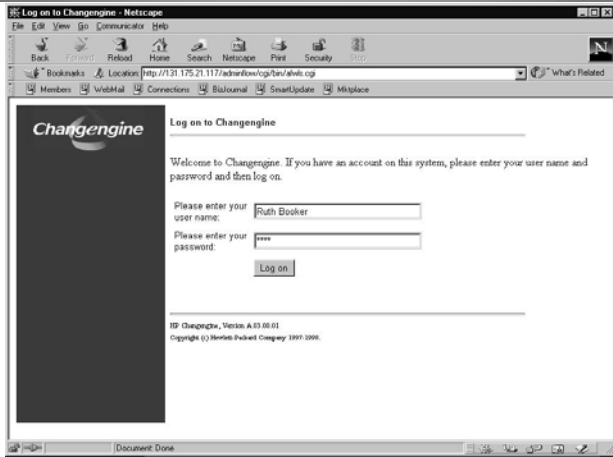 Log on to Changengine - Netscape
File Edit View Go Communicator Help
Back Forward Reload Home Search Netscape Print Security Stop
Bookmarks Location: http://131.175.21.117/adminflow/cgi/bin/alwis.cgi What's Related
Members WebMail Connections BizJournal SmartUpdate Mktplace
Changengine
Log on to Changengine
Welcome to Changengine. If you have an account on this system, please enter your user name and
password and then log on.
Please enter your
user name:
Ruth Booker
Please enter your
password:
****
Log on
HP Changengine, Version A.03.00.01
Copyright (c) Hewlett-Packard Company 1997-1998.
Document: Done